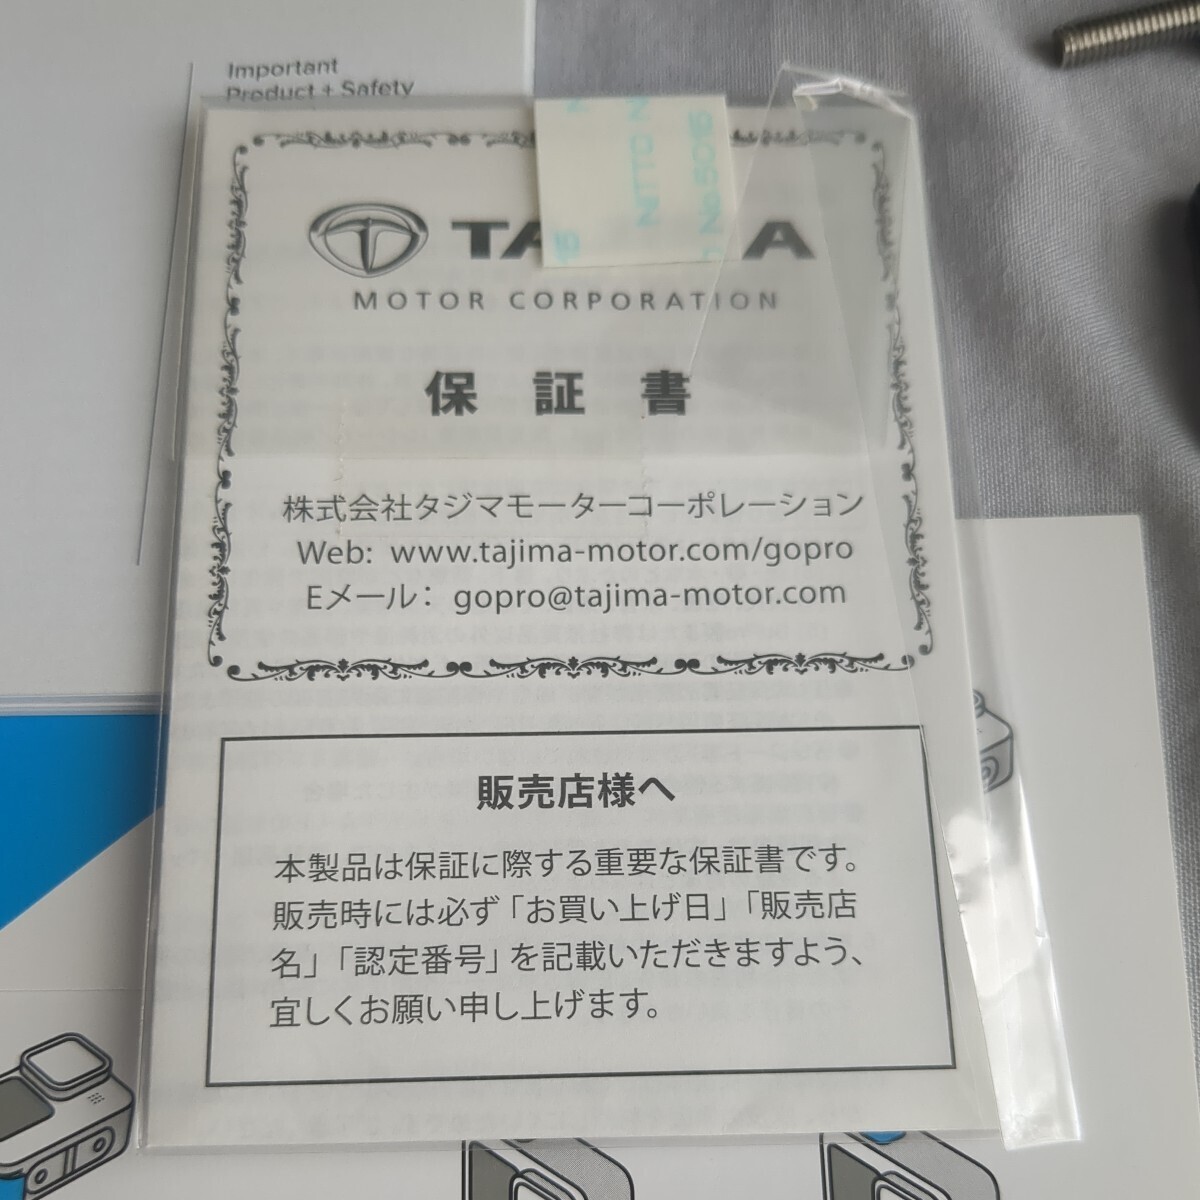 Important
Product + Safety
NITTO
No.5015
MOTOR CORPORATION
保証書
株式会社タジマモーターコーポレーション
Web: www.tajima-motor.com/gopro
Eメール： gopro@tajima-motor.com
販売店様へ
本製品は保証に際する重要な保証書です。
販売時には必ず「お買い上げ日」「販売店
名」「認定番号」を記載いただきますよう、
宜しくお願い申し上げます。